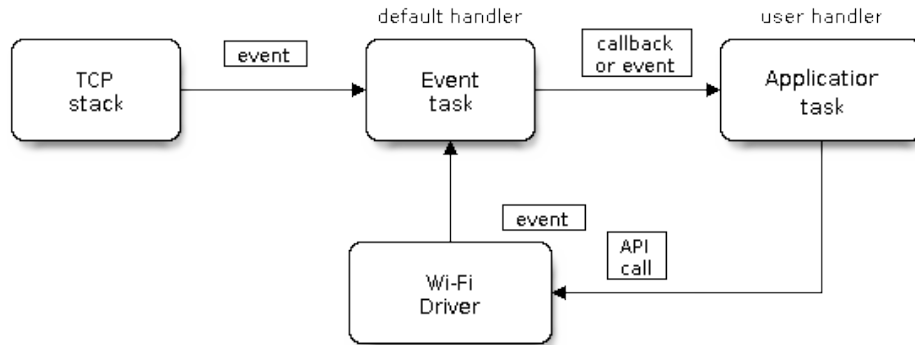 default handler
user handler
event
callback
or event
TCP
stack
Event
task
Application
task
event
API
call
Wi-Fi
Driver